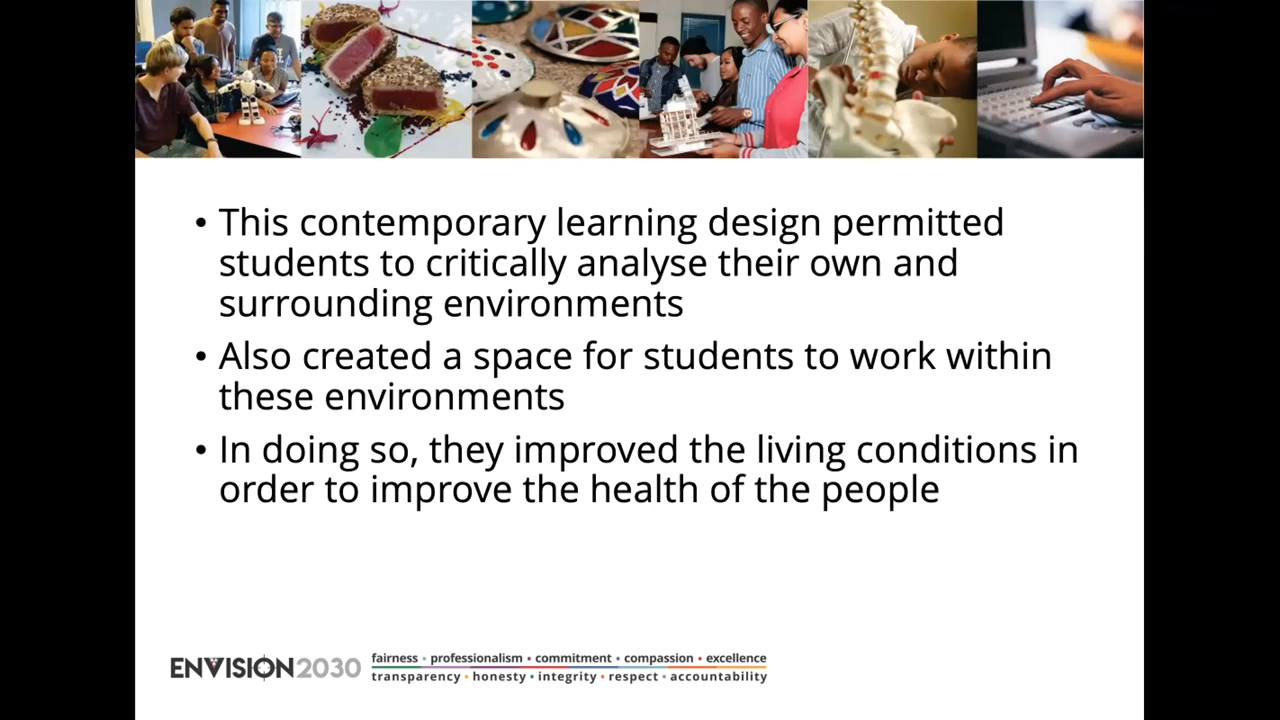 • This contemporary learning design permitted
students to critically analyse their own and
surrounding environments
• Also created a space for students to work within
these environments
• In doing so, they improved the living conditions in
order to improve the health of the people
ENVISION2030
fairness • professionalism • commitment • compassion • excellence
transparency • honesty • integrity • respect • accountability